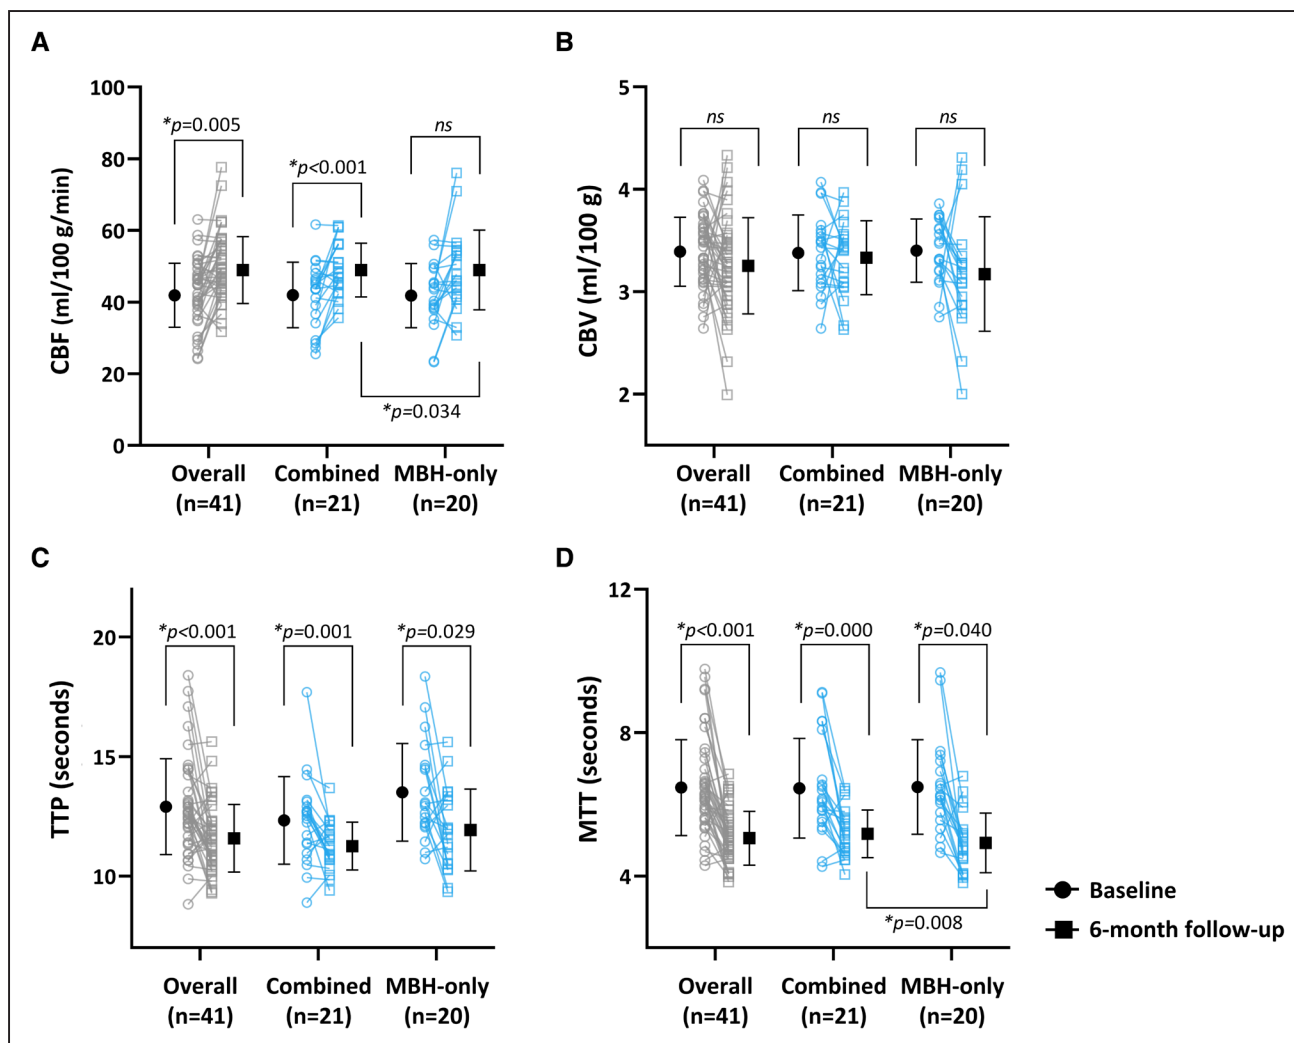 A
CBF (ml/100 g/min)
100
80
60
40
20
0
*p=0.005
*p<0.001
ns
*p=0.034
Overall
(n=41)
Combined
(n=21)
MBH-only
(n=20)
B
CBV (ml/100 g)
5
4
3
2
ns
ns
ns
Overall
(n=41)
Combined
(n=21)
MBH-only
(n=20)
C
TTP (seconds)
20
15
10
*p<0.001
*p=0.001
*p=0.029
Overall
(n=41)
Combined
(n=21)
MBH-only
(n=20)
D
MTT (seconds)
12
8
4
*p<0.001
*p=0.000
*p=0.040
*p=0.008
Overall
(n=41)
Combined
(n=21)
MBH-only
(n=20)
Baseline
6-month follow-up